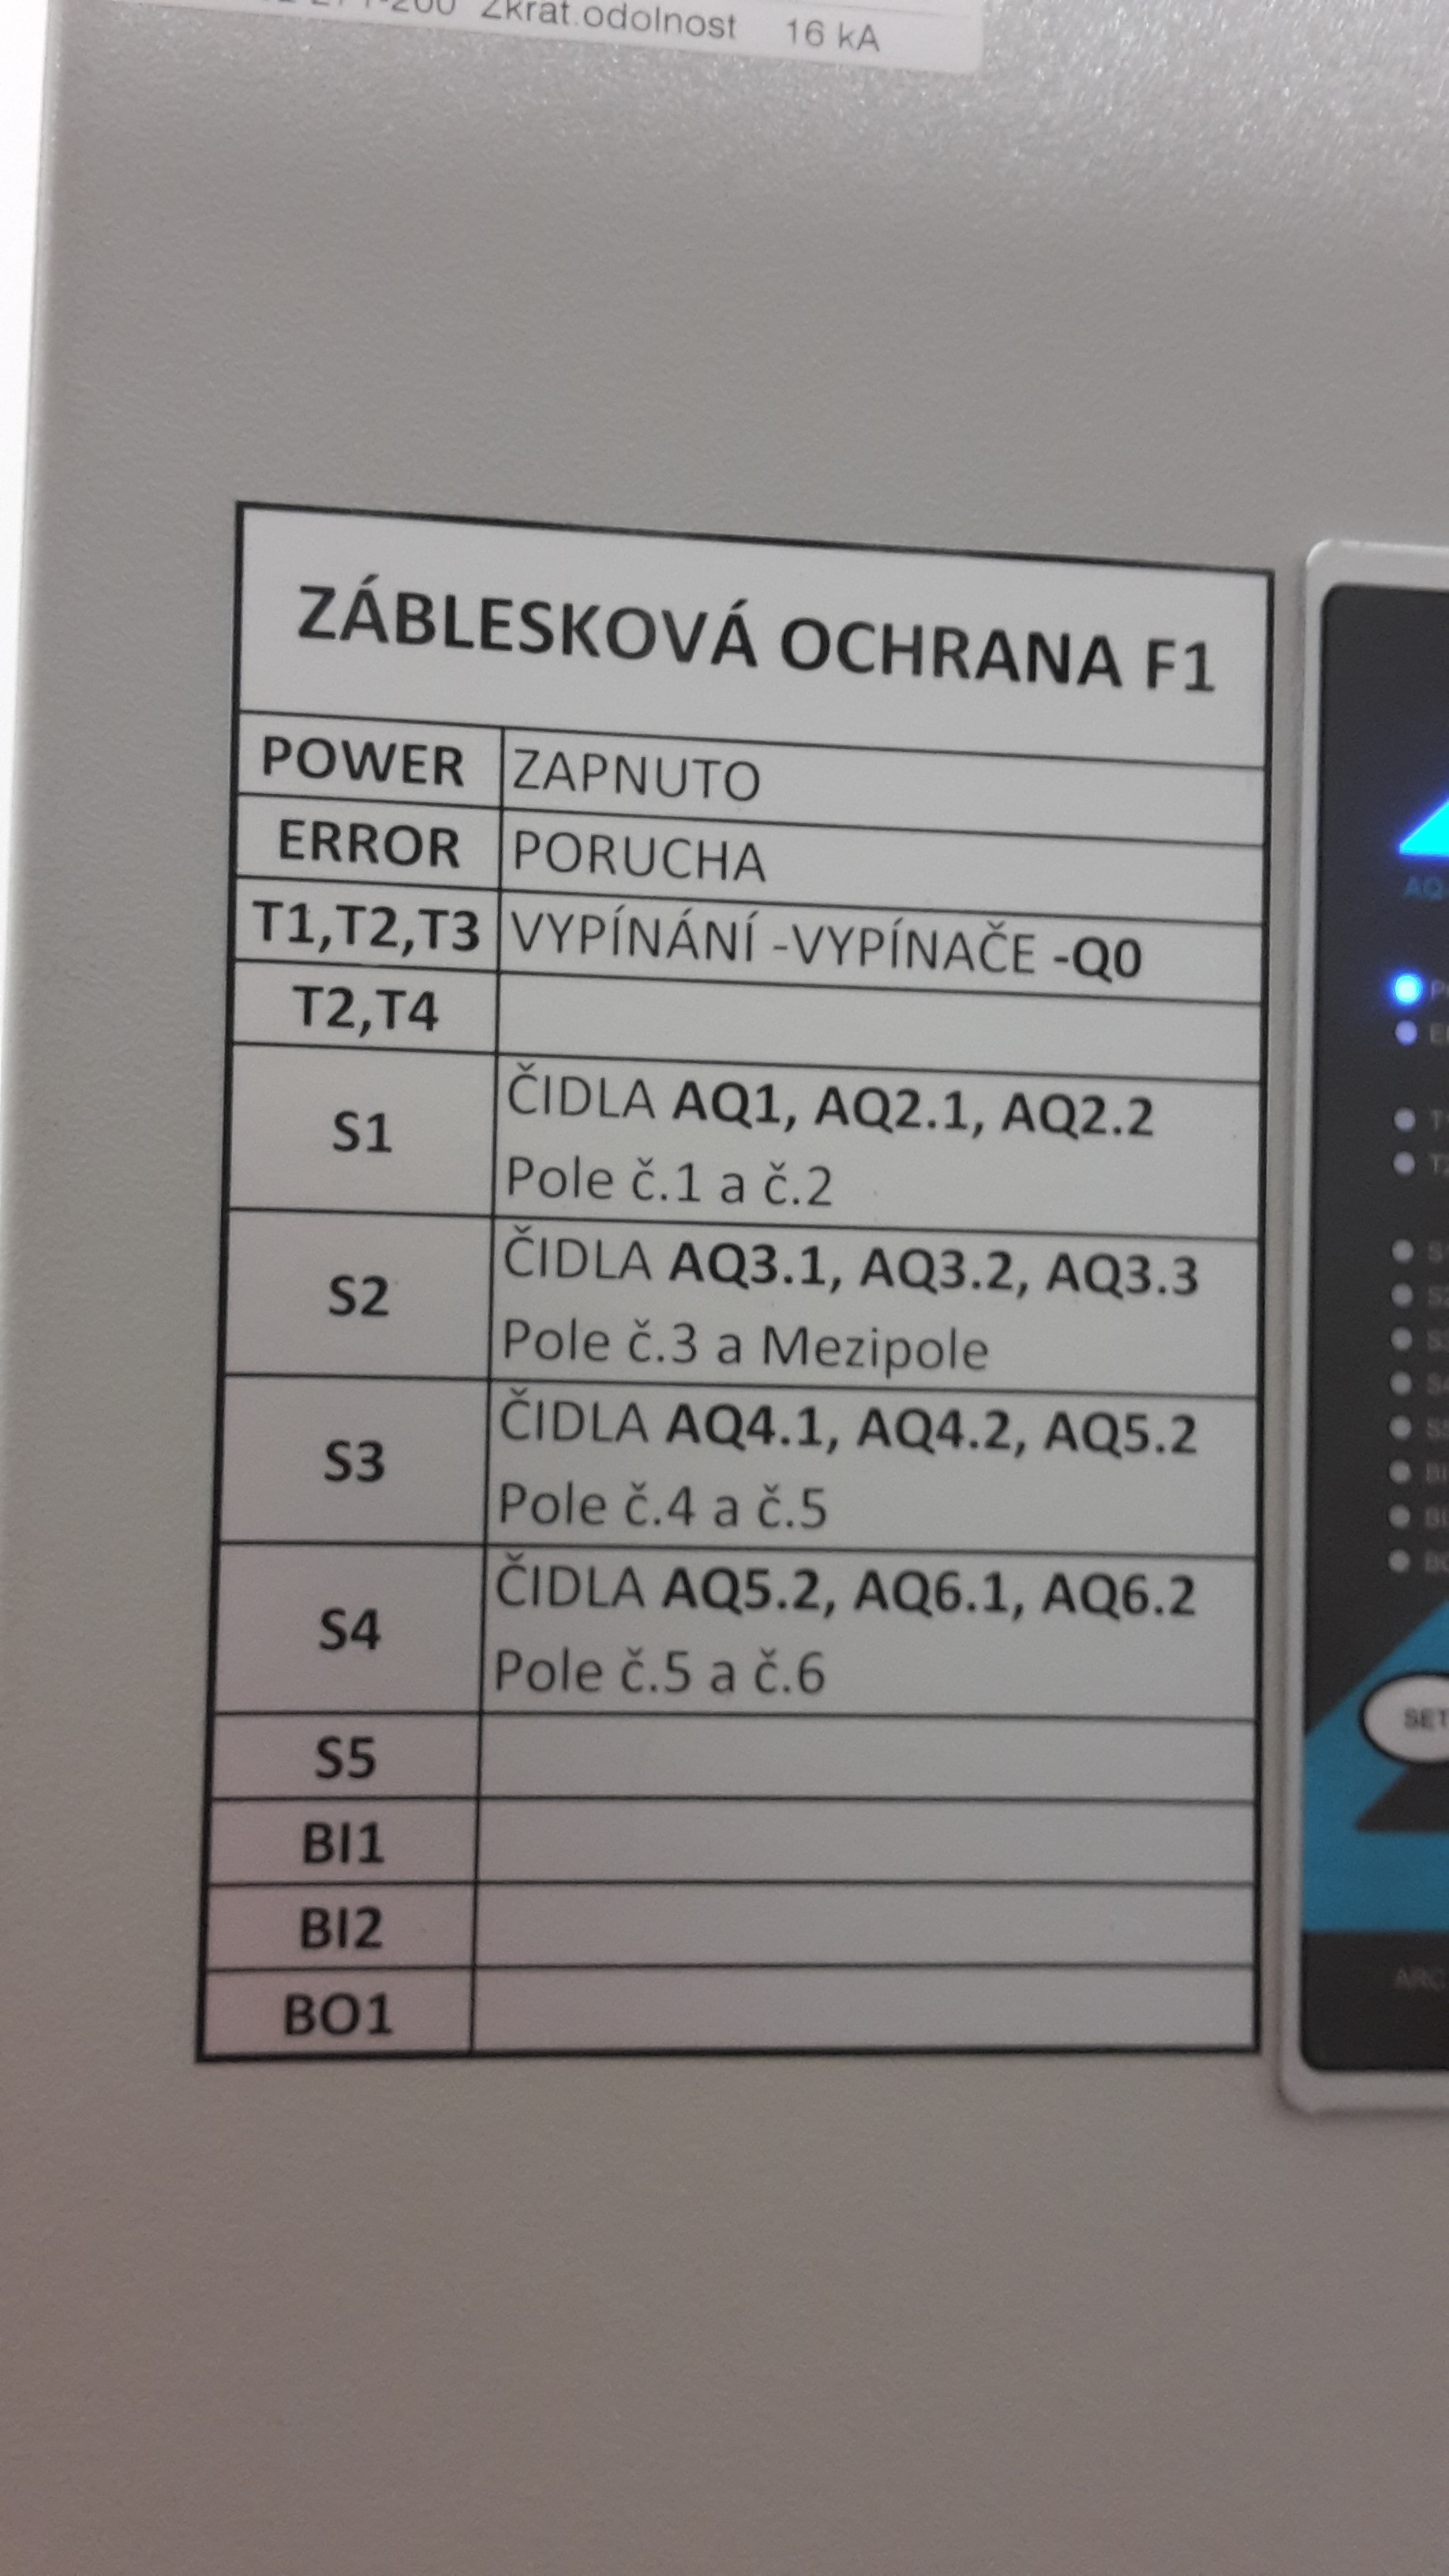 Zkrat.odolnost 16 kA
ZÁBLESKOVÁ OCHRANA F1
POWER ZAPNUTO
ERROR PORUCHA
T1,T2,T3 VYPÍNÁNÍ -VYPÍNAČE -Q0
T2,T4
S1 ČIDLA AQ1, AQ2.1, AQ2.2
Pole č.1 a č.2
S2 ČIDLA AQ3.1, AQ3.2, AQ3.3
Pole č.3 a Mezipole
S3 ČIDLA AQ4.1, AQ4.2, AQ5.2
Pole č.4 a č.5
S4 ČIDLA AQ5.2, AQ6.1, AQ6.2
Pole č.5 a č.6
S5
BI1
BI2
BO1
AQ
SET
ARC